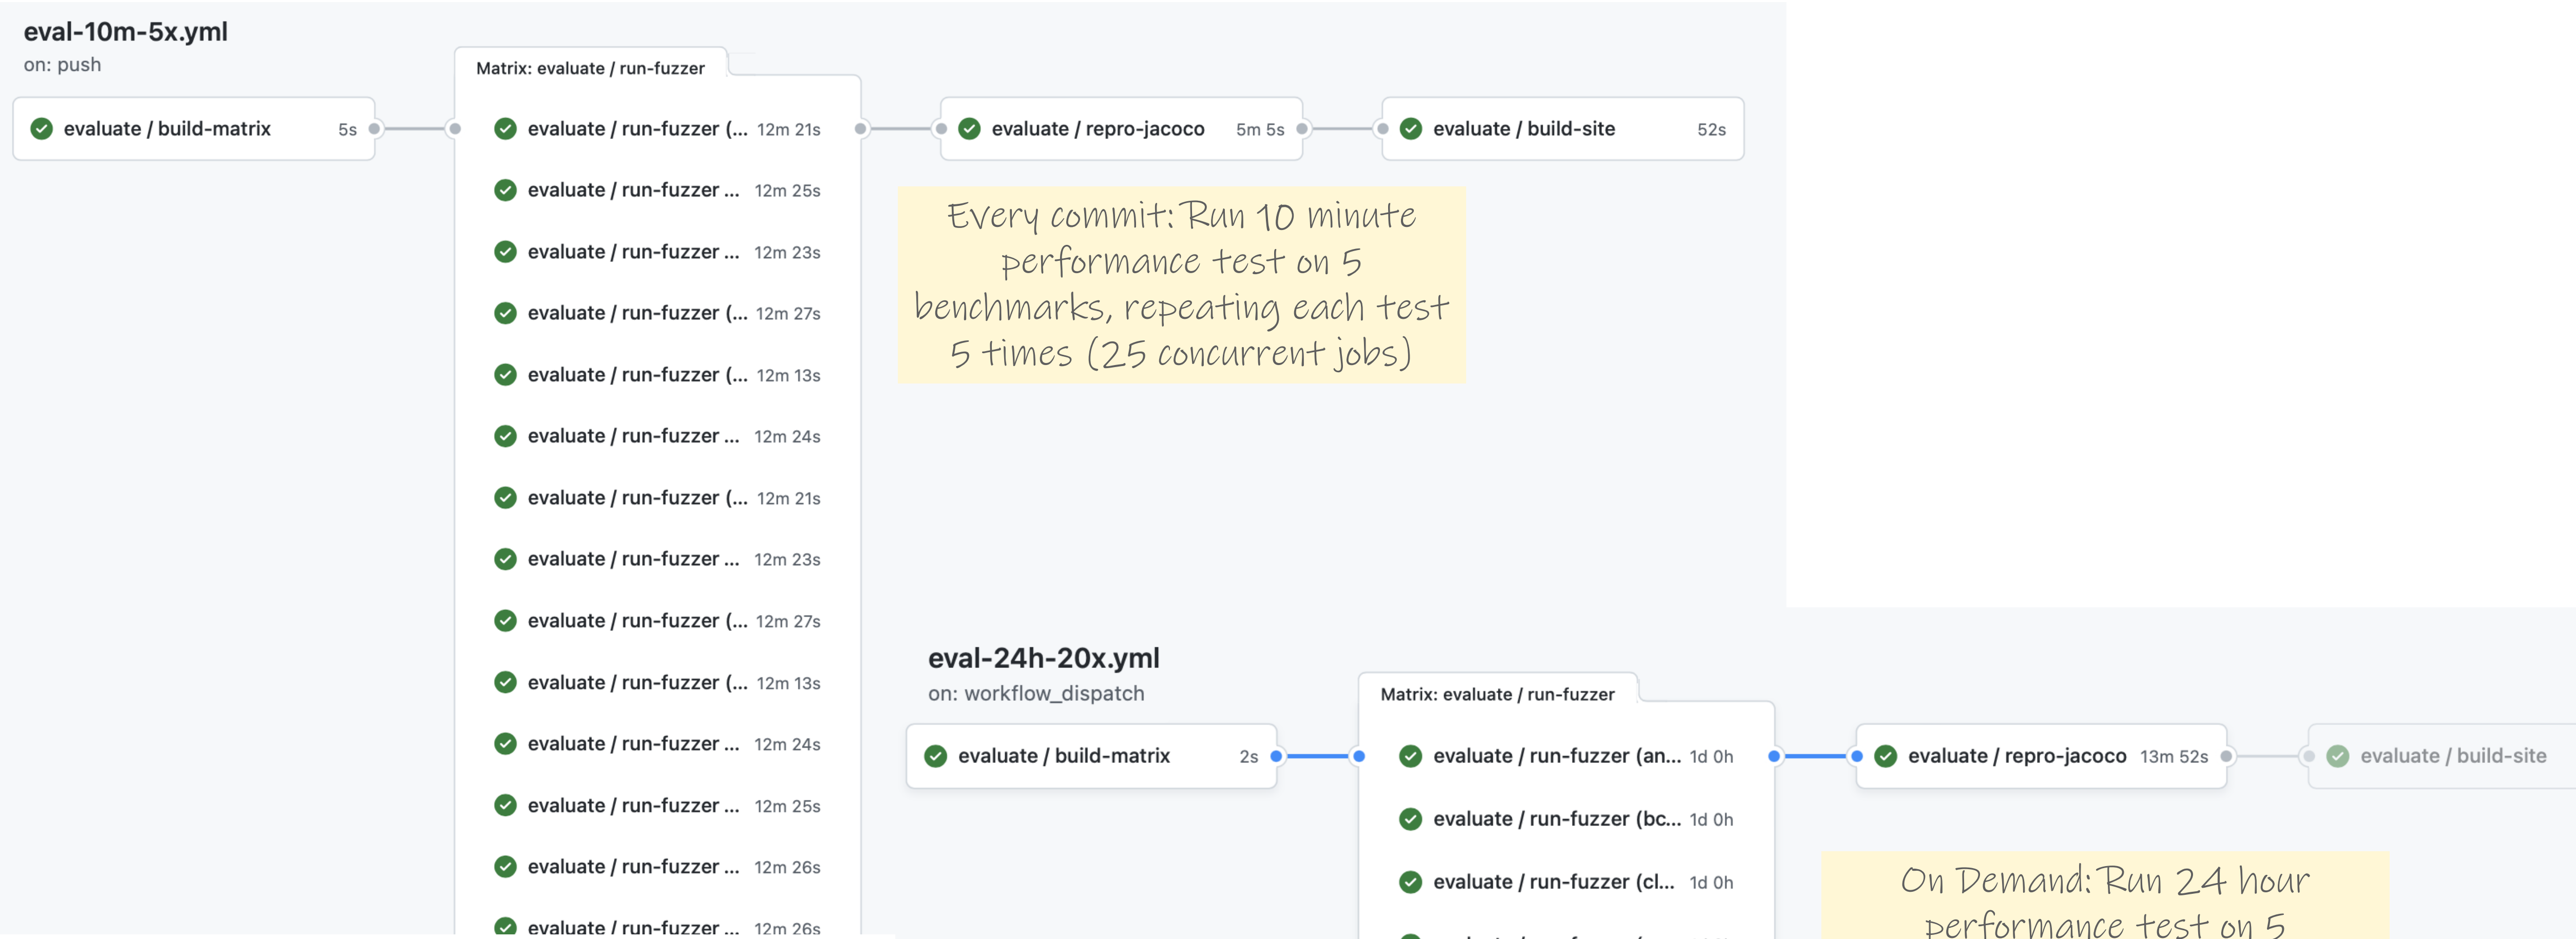 eval-10m-5x.yml
on: push
evaluate / build-matrix 5s
Matrix: evaluate / run-fuzzer
evaluate / run-fuzzer (... 12m 21s
evaluate / run-fuzzer ... 12m 25s
evaluate / run-fuzzer ... 12m 23s
evaluate / run-fuzzer (... 12m 27s
evaluate / run-fuzzer (... 12m 13s
evaluate / run-fuzzer ... 12m 24s
evaluate / run-fuzzer (... 12m 21s
evaluate / run-fuzzer ... 12m 23s
evaluate / run-fuzzer (... 12m 27s
evaluate / run-fuzzer (... 12m 13s
evaluate / run-fuzzer ... 12m 24s
evaluate / run-fuzzer ... 12m 25s
evaluate / run-fuzzer ... 12m 26s
evaluate / run-fuzzer ... 12m 26s
evaluate / repro-jacoco 5m 5s
evaluate / build-site 52s
Every commit: Run 10 minute
performance test on 5
benchmarks, repeating each test
5 times (25 concurrent jobs)
eval-24h-20x.yml
on: workflow_dispatch
evaluate / build-matrix 2s
Matrix: evaluate / run-fuzzer
evaluate / run-fuzzer (an... 1d 0h
evaluate / run-fuzzer (bc... 1d 0h
evaluate / run-fuzzer (cl... 1d 0h
evaluate / repro-jacoco 13m 52s
evaluate / build-site
On Demand: Run 24 hour
performance test on 5